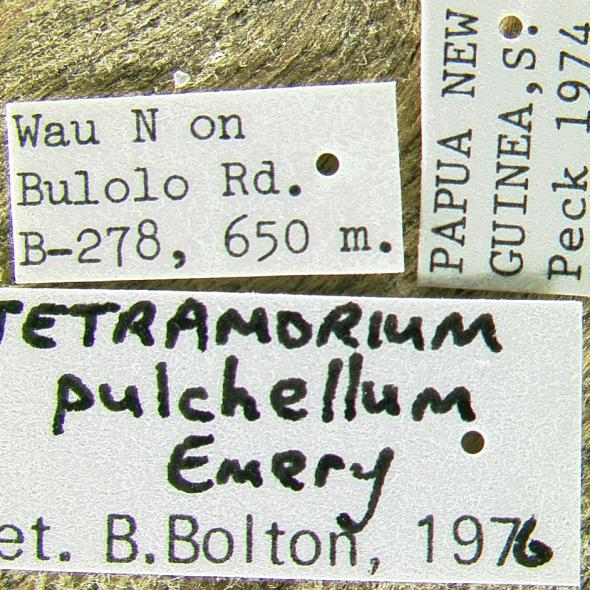 Wau N on
Bulolo Rd.
B-278, 650 m.
PAPUA NEW
GUINEA, S.
Peck 1974
TETRAMORIUM
pulchellum
Emery
et. B.Bolton, 1976